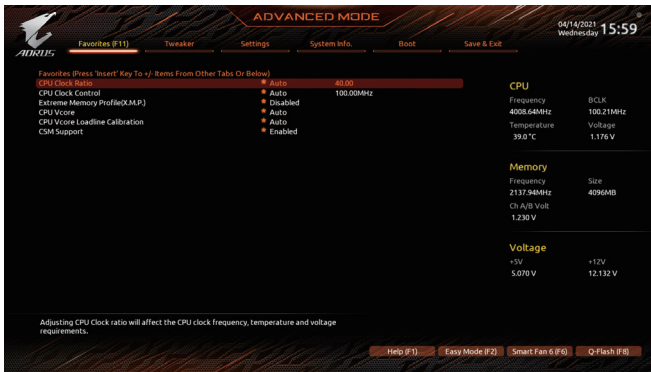 ADVANCED MODE
04/14/2021
Wednesday 15:59
AORUS
Favorites (F11) Tweaker Settings System Info. Boot Save & Exit
Favorites (Press 'Insert' Key To +/- Items From Other Tabs Or Below)
CPU Clock Ratio Auto 40.00
CPU Clock Control Auto 100.00MHz
Extreme Memory Profile(X.M.P.) Disabled
CPU Vcore Auto
CPU Vcore Loadline Calibration Auto
CSM Support Enabled
CPU
Frequency BCLK
4008.64MHz 100.21MHz
Temperature Voltage
39.0 °C 1.176 V
Memory
Frequency Size
2137.94MHz 4096MB
Ch A/B Volt
1.230 V
Voltage
+5V +12V
5.070 V 12.132 V
Adjusting CPU Clock ratio will affect the CPU clock frequency, temperature and voltage
requirements.
Help (F1) Easy Mode (F2) Smart Fan 6 (F6) Q-Flash (F8)